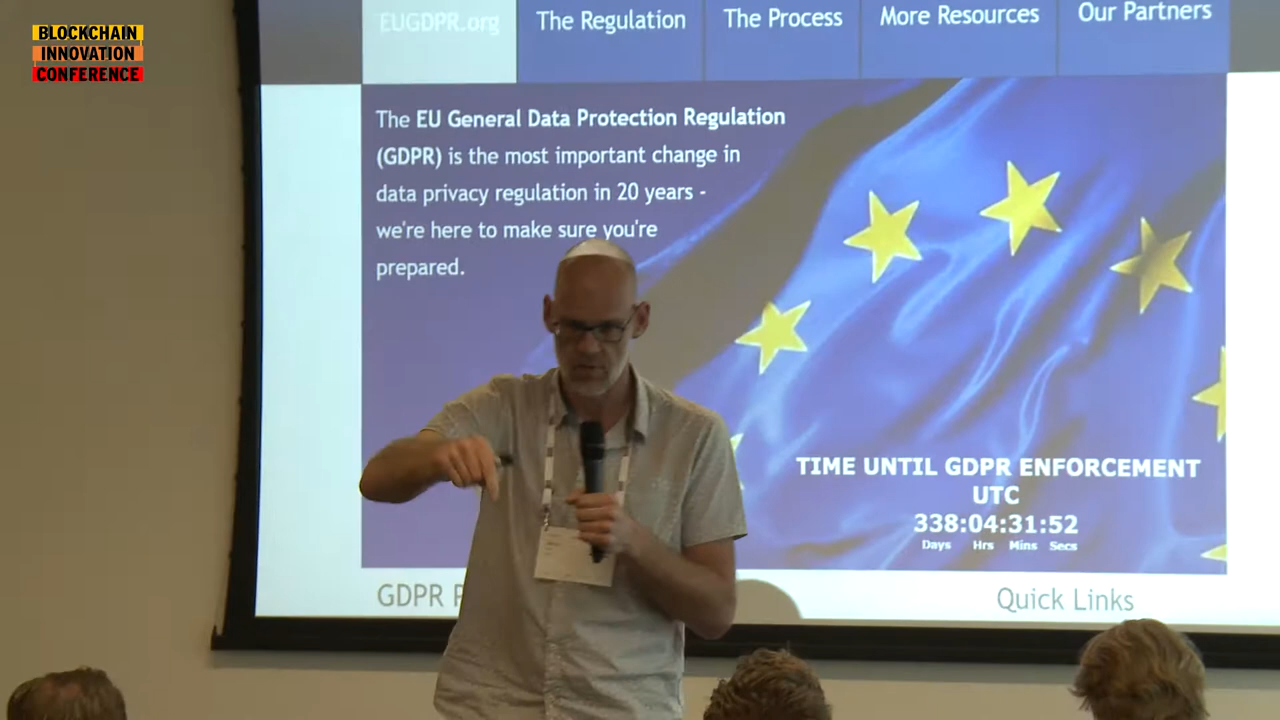 BLOCKCHAIN
INNOVATION
CONFERENCE
EUGDPR.org
The Regulation
The Process
More Resources
Our Partners
The EU General Data Protection Regulation
(GDPR) is the most important change in
data privacy regulation in 20 years -
we're here to make sure you're
prepared.
TIME UNTIL GDPR ENFORCEMENT
UTC
338:04:31:52
Days Hrs Mins Secs
GDPR
Quick Links